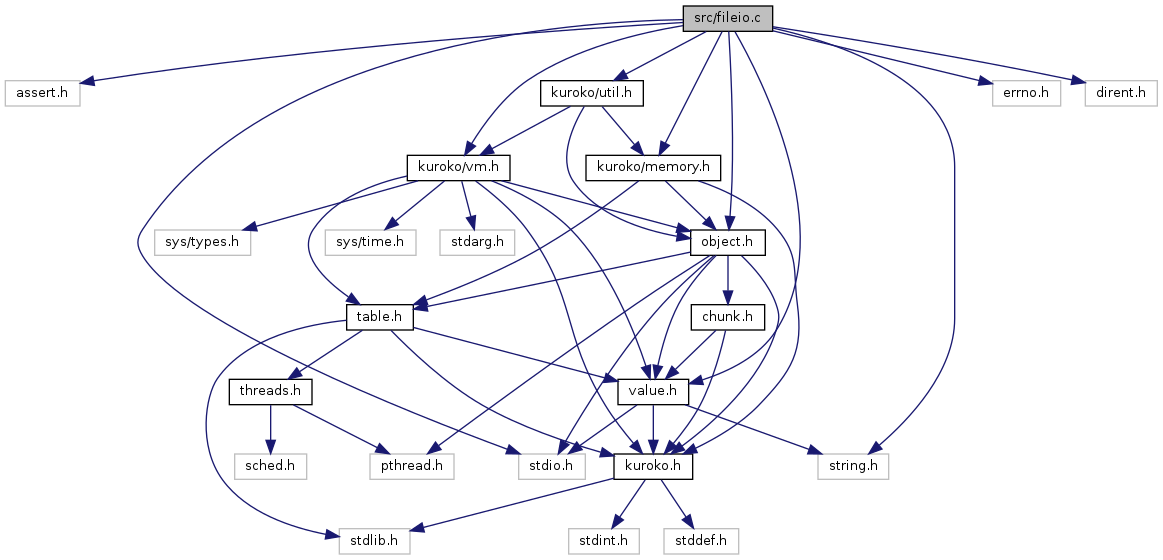 src/fileio.c
assert.h
kuroko/util.h
errno.h
dirent.h
kuroko/vm.h
kuroko/memory.h
sys/types.h
sys/time.h
stdarg.h
object.h
table.h
chunk.h
threads.h
value.h
sched.h
pthread.h
stdio.h
kuroko.h
string.h
stdlib.h
stdint.h
stddef.h